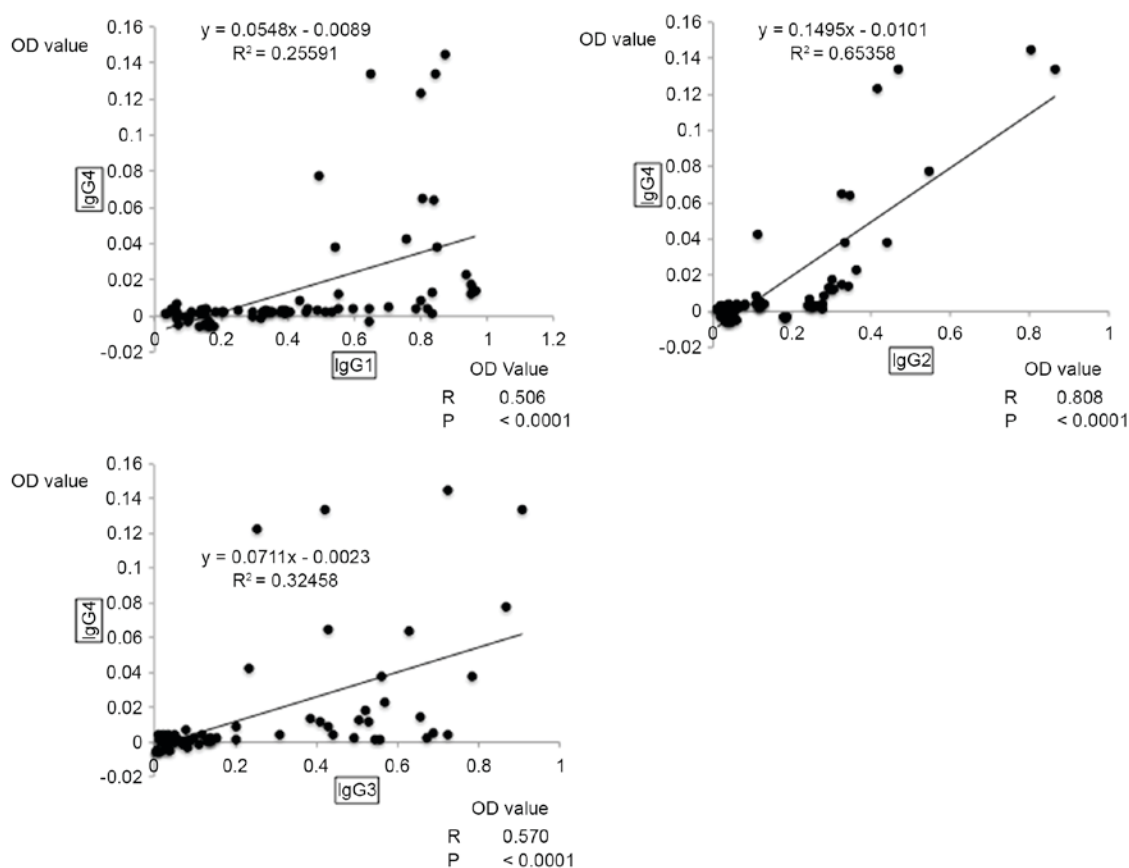 OD value
0.16
0.14
0.12
0.1
0.08
0.06
0.04
0.02
0
-0.02
IgG4
y = 0.0548x - 0.0089
R² = 0.25591
0.2 0.4 0.6 0.8 1 1.2
IgG1
OD Value
R 0.506
P < 0.0001
OD value
0.16
0.14
0.12
0.1
0.08
0.06
0.04
0.02
0
-0.02
IgG4
y = 0.1495x - 0.0101
R² = 0.65358
0.2 0.4 0.6 0.8 1
IgG2
OD value
R 0.808
P < 0.0001
OD value
0.16
0.14
0.12
0.1
0.08
0.06
0.04
0.02
0
-0.02
IgG4
y = 0.0711x - 0.0023
R² = 0.32458
0.2 0.4 0.6 0.8 1
IgG3
OD value
R 0.570
P < 0.0001